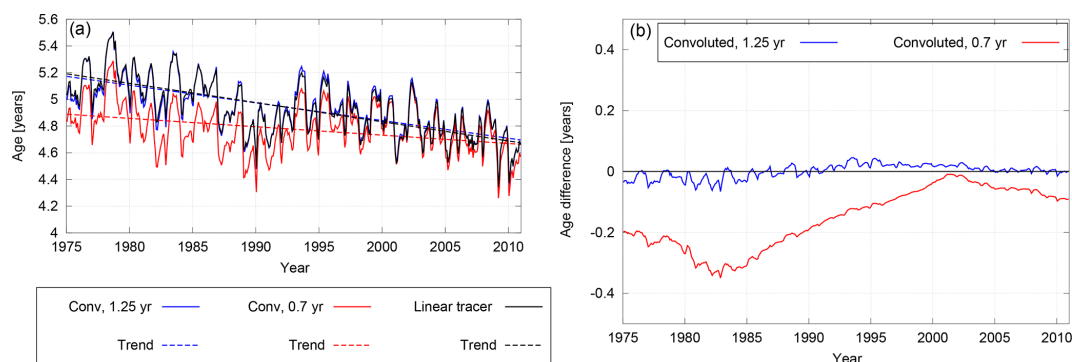 (a)
Age [years]
5.6
5.4
5.2
5
4.8
4.6
4.4
4.2
4
1975 1980 1985 1990 1995 2000 2005 2010
Year
Conv, 1.25 yr Conv, 0.7 yr Linear tracer
Trend Trend Trend
(b)
Convoluted, 1.25 yr Convoluted, 0.7 yr
Age difference [years]
0.4
0.2
0
-0.2
-0.4
1975 1980 1985 1990 1995 2000 2005 2010
Year